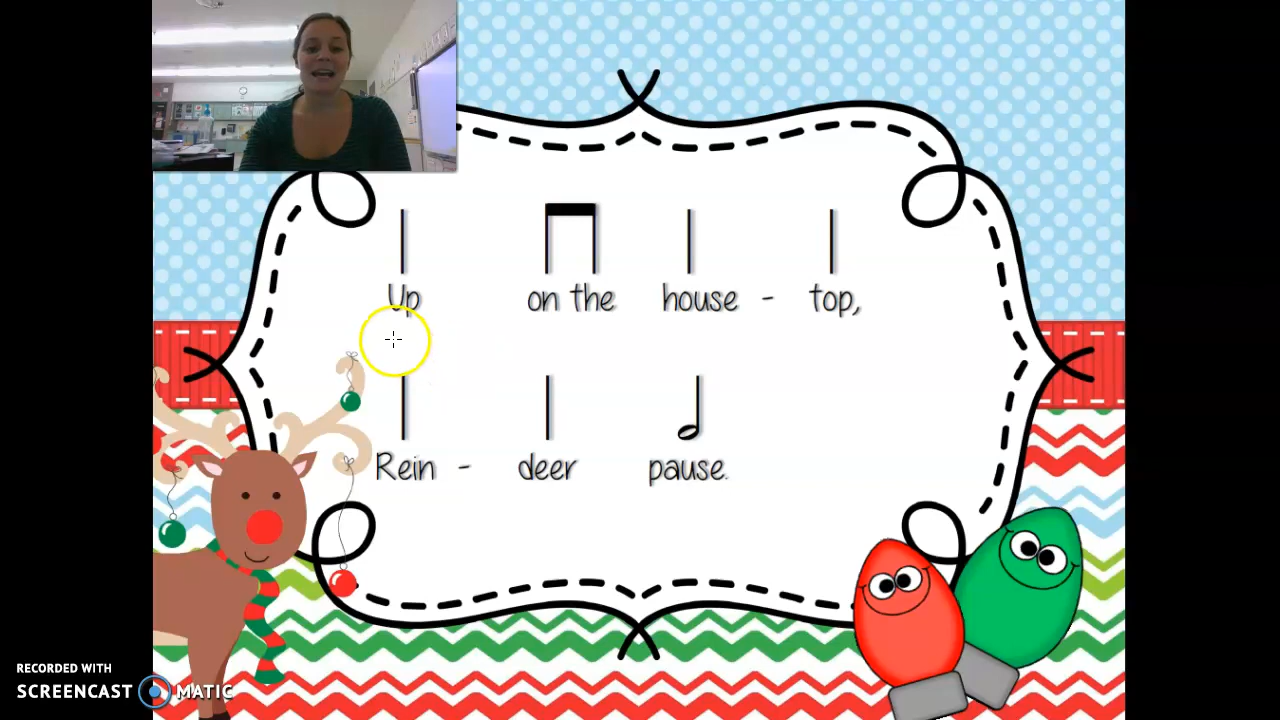 Up on the house - top,
Rein - deer pause.
RECORDED WITH
SCREENCAST MATIC